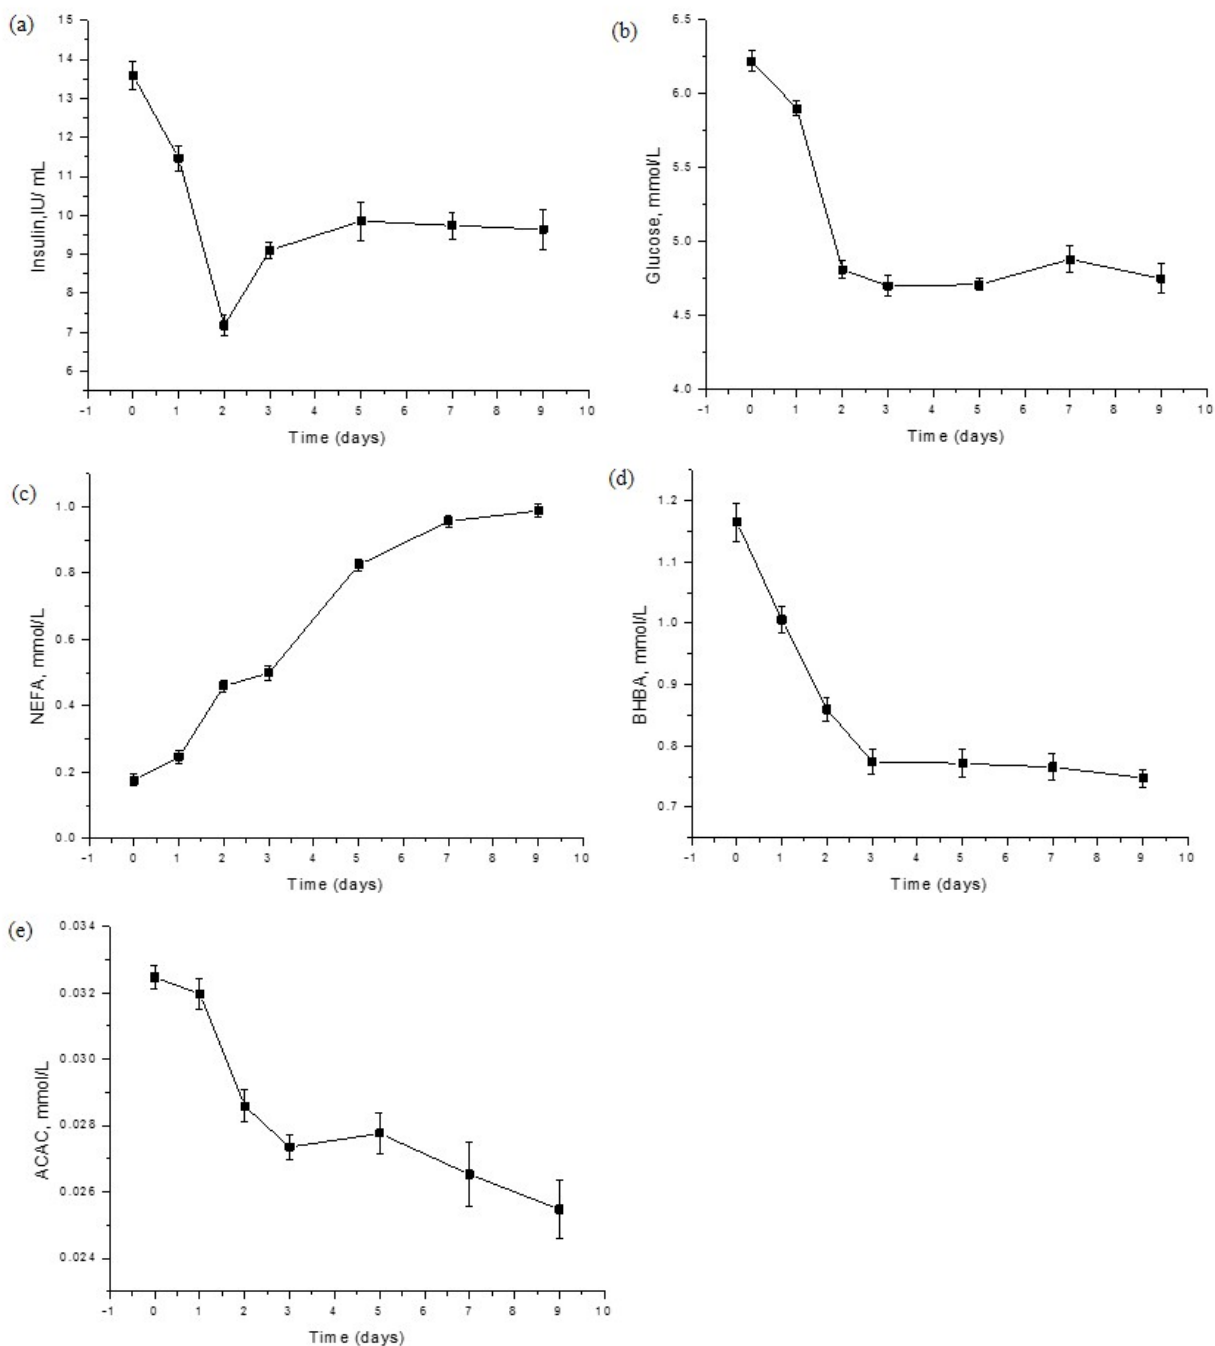 (a)
15
14
13
12
11
10
9
8
7
6
Insulin,IU/ mL
-1 0 1 2 3 4 5 6 7 8 9 10
Time (days)
(b)
6.5
6.0
5.5
5.0
4.5
4.0
Glucose, mmol/L
-1 0 1 2 3 4 5 6 7 8 9 10
Time (days)
(c)
1.0
0.8
0.6
0.4
0.2
0.0
NEFA, mmol/L
-1 0 1 2 3 4 5 6 7 8 9 10
Time (days)
(d)
1.2
1.1
1.0
0.9
0.8
0.7
BHBA, mmol/L
-1 0 1 2 3 4 5 6 7 8 9 10
Time (days)
(e)
0.034
0.032
0.030
0.028
0.026
0.024
ACAC, mmol/L
-1 0 1 2 3 4 5 6 7 8 9 10
Time (days)